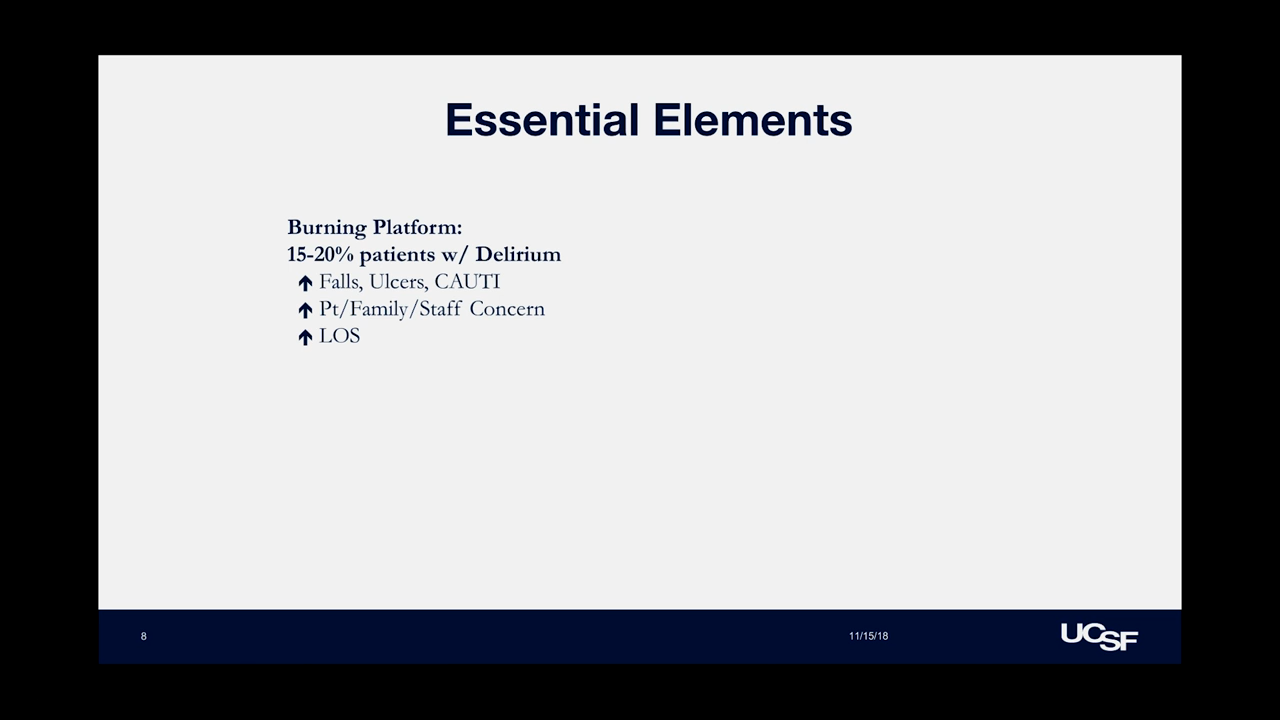 Essential Elements
Burning Platform:
15-20% patients w/ Delirium
↑ Falls, Ulcers, CAUTI
↑ Pt/Family/Staff Concern
↑ LOS
8
11/15/18
UCSF